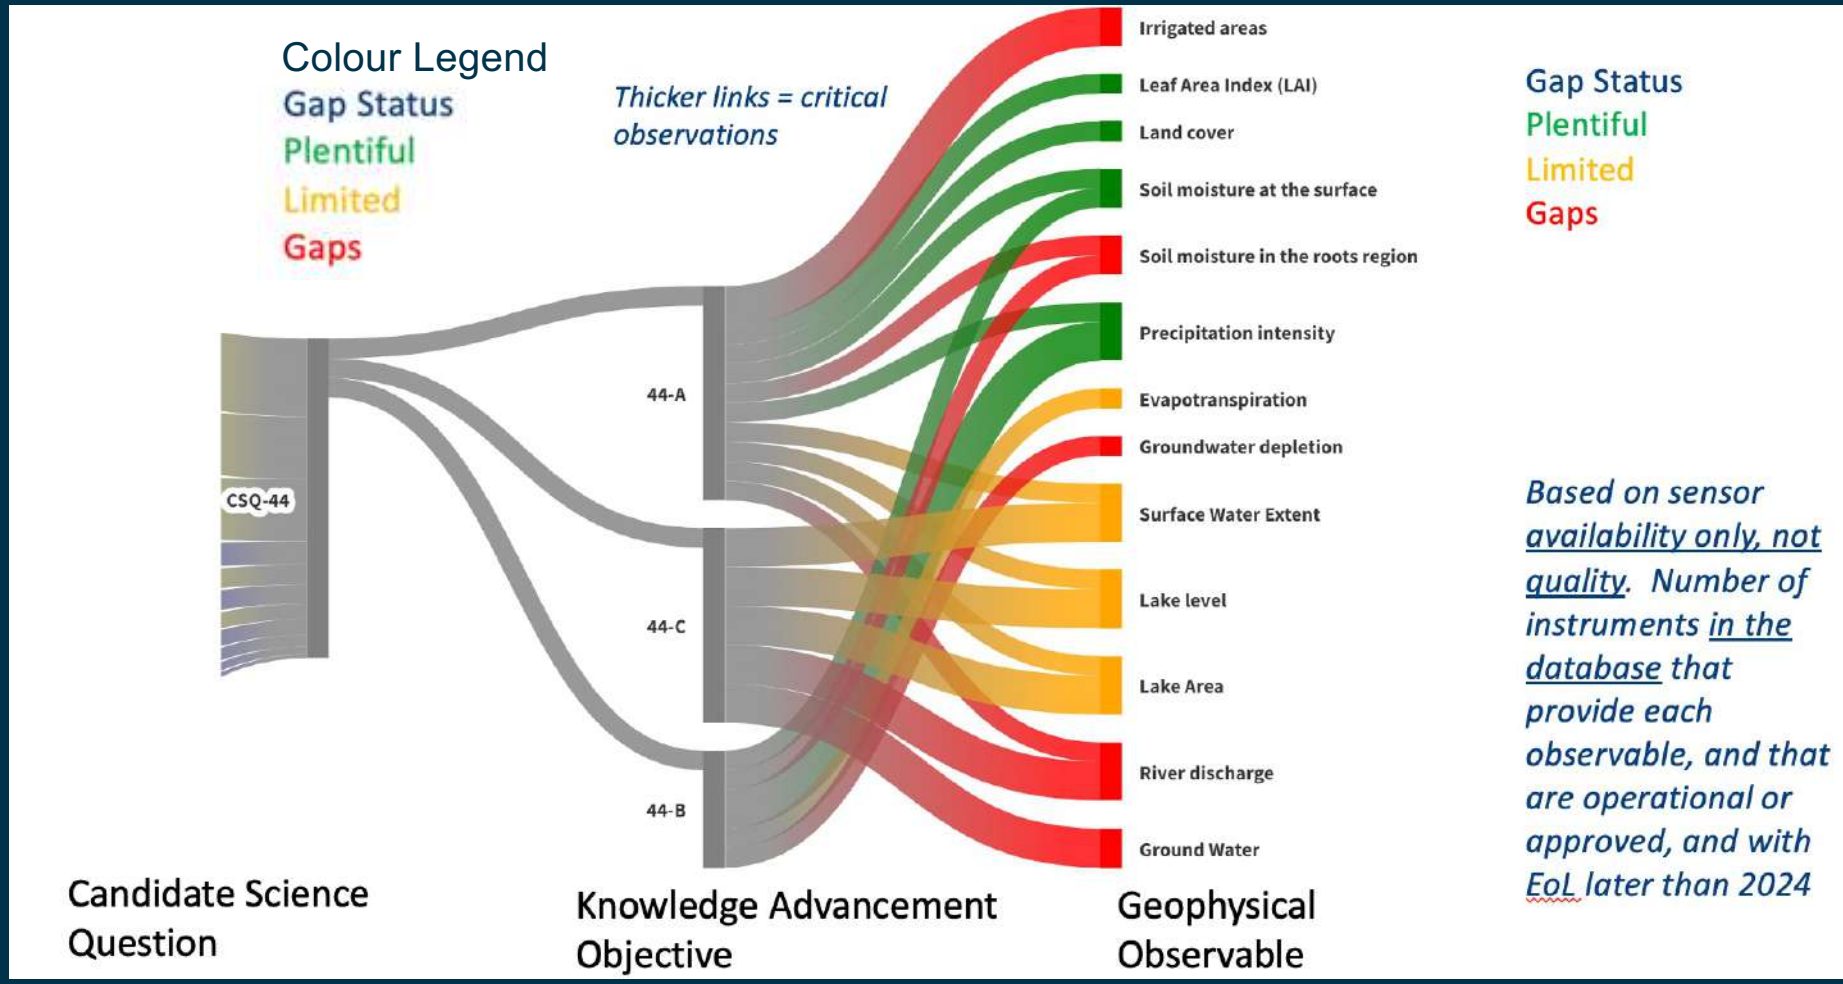 Colour Legend
Gap Status
Plentiful
Limited
Gaps
Thicker links = critical
observations
CSQ-44
44-A
44-C
44-B
Irrigated areas
Leaf Area Index (LAI)
Land cover
Soil moisture at the surface
Soil moisture in the roots region
Precipitation intensity
Evapotranspiration
Groundwater depletion
Surface Water Extent
Lake level
Lake Area
River discharge
Ground Water
Gap Status
Plentiful
Limited
Gaps
Based on sensor
availability only, not
quality.  Number of
instruments in the
database that
provide each
observable, and that
are operational or
approved, and with
EoL later than 2024
Candidate Science
Question
Knowledge Advancement
Objective
Geophysical
Observable